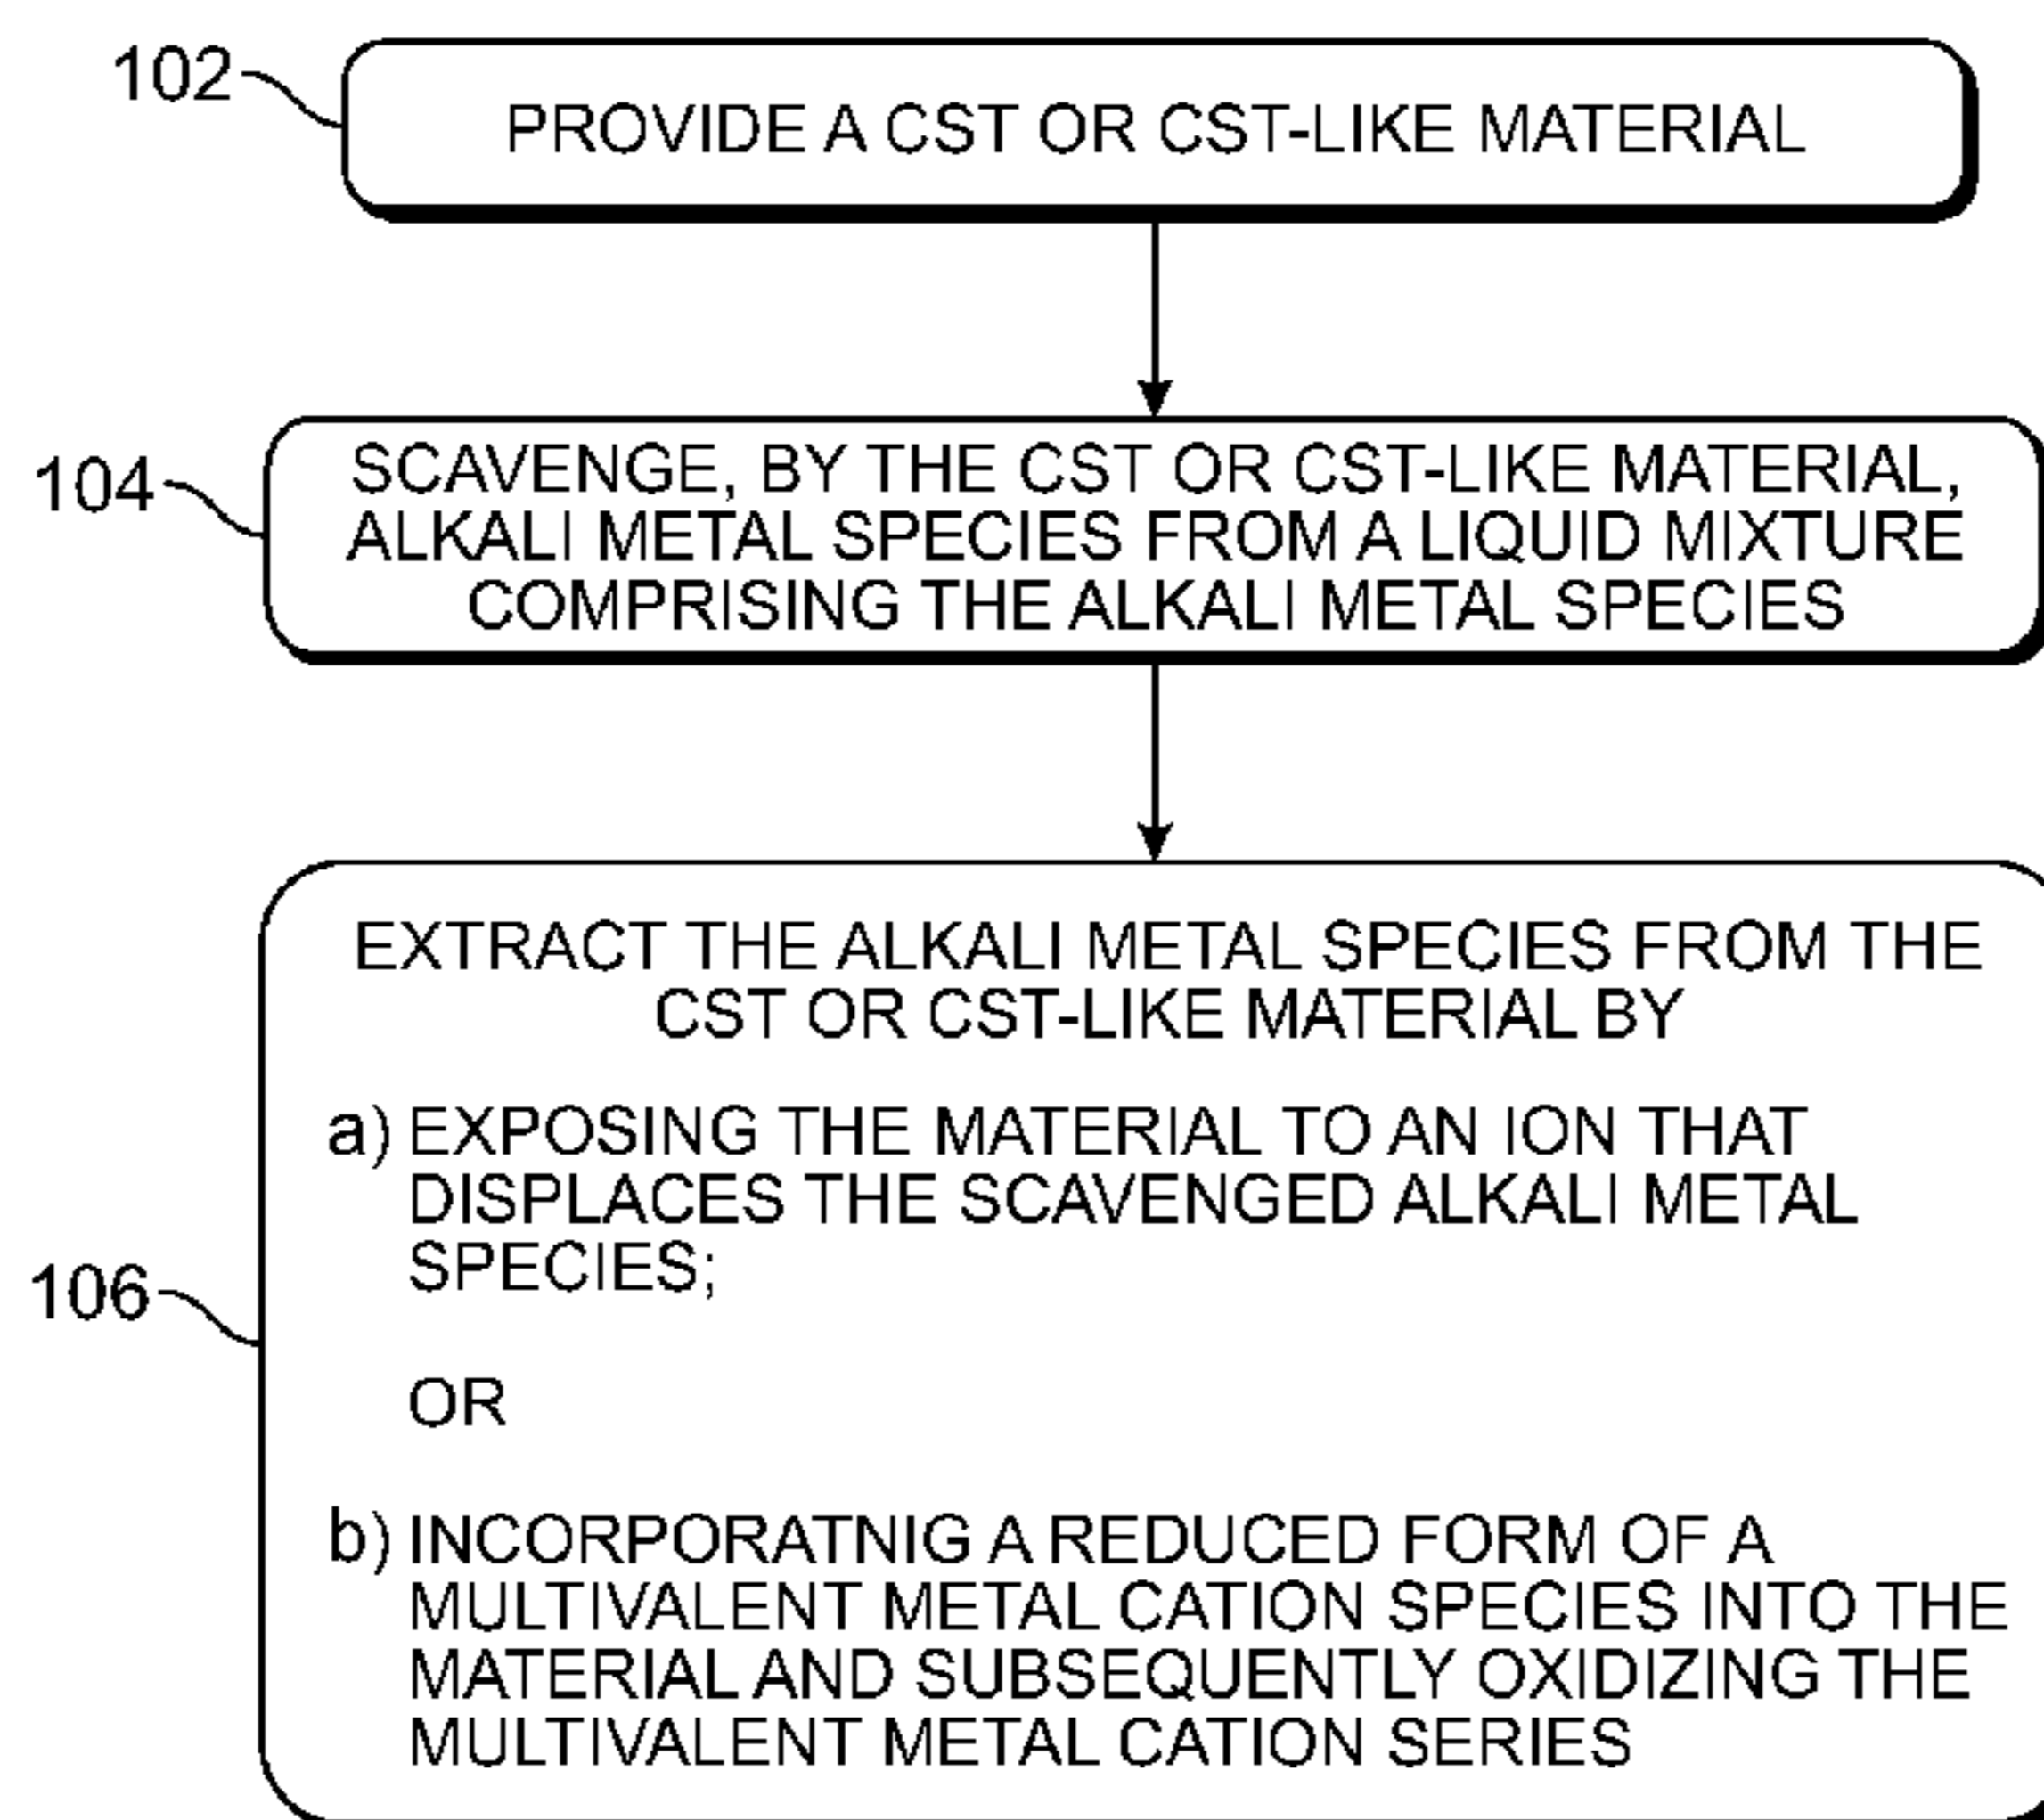 102
PROVIDE A CST OR CST-LIKE MATERIAL
104
SCAVENGE, BY THE CST OR CST-LIKE MATERIAL,
ALKALI METAL SPECIES FROM A LIQUID MIXTURE
COMPRISING THE ALKALI METAL SPECIES
106
EXTRACT THE ALKALI METAL SPECIES FROM THE
CST OR CST-LIKE MATERIAL BY
a) EXPOSING THE MATERIAL TO AN ION THAT
DISPLACES THE SCAVENGED ALKALI METAL
SPECIES;
OR
b) INCORPORATNIG A REDUCED FORM OF A
MULTIVALENT METAL CATION SPECIES INTO THE
MATERIAL AND SUBSEQUENTLY OXIDIZING THE
MULTIVALENT METAL CATION SERIES